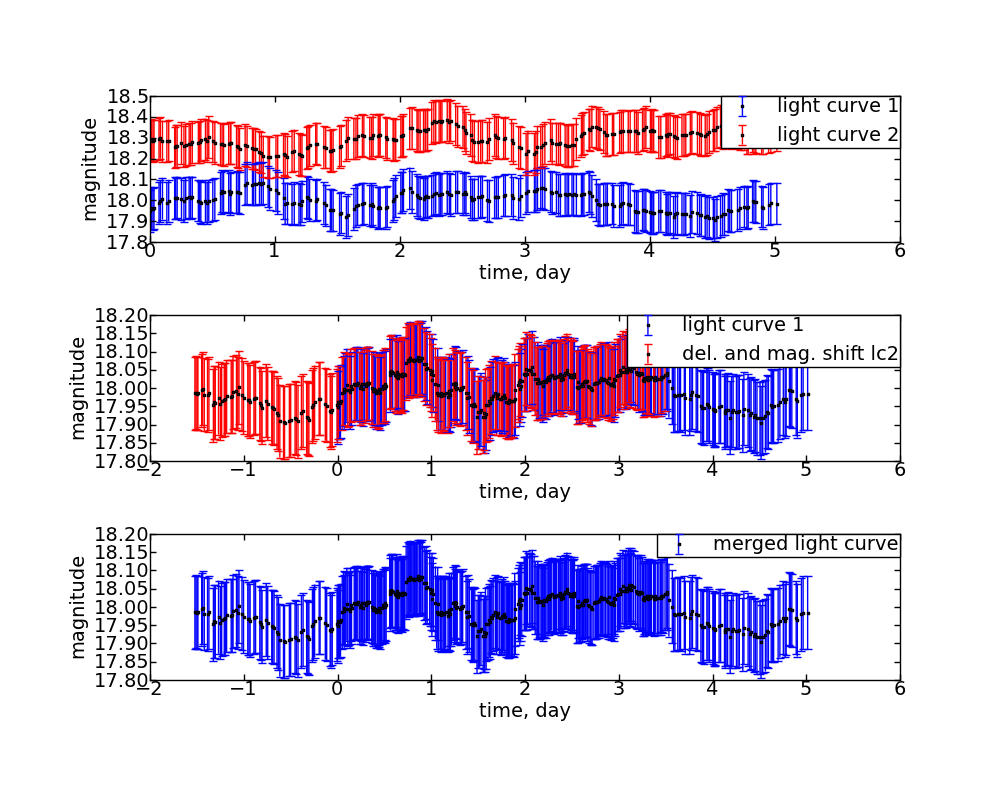 18.5
18.4
18.3
18.2
18.1
18.0
17.9
17.8
magnitude
light curve 1
light curve 2
0 1 2 3 4 5 6
time, day
18.20
18.15
18.10
18.05
18.00
17.95
17.90
17.85
17.80
magnitude
light curve 1
del. and mag. shift lc2
−2 −1 0 1 2 3 4 5 6
time, day
18.20
18.15
18.10
18.05
18.00
17.95
17.90
17.85
17.80
magnitude
merged light curve
−2 −1 0 1 2 3 4 5 6
time, day